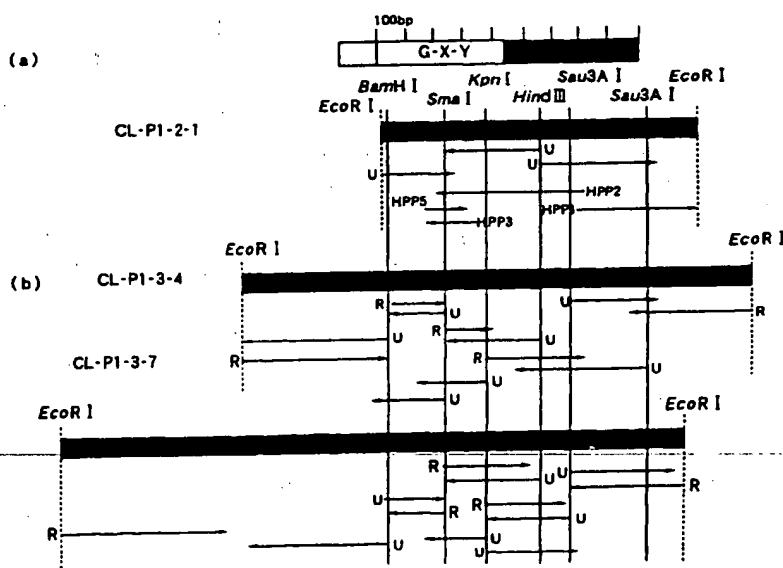 100bp
(a)
G-X-Y
BamH I
Kpn I
Sau3A I
EcoR I
EcoR I
Sma I
Hind III
Sau3A I
CL-P1-2-1
U
U
U
HPP5
HPP2
HPP1
HPP3
EcoR I
EcoR I
(b)
CL-P1-3-4
R
U
U
R
R
U
U
R
R
CL-P1-3-7
U
U
U
EcoR I
EcoR I
R
U
U
R
U
R
R
U
R
U
U
U